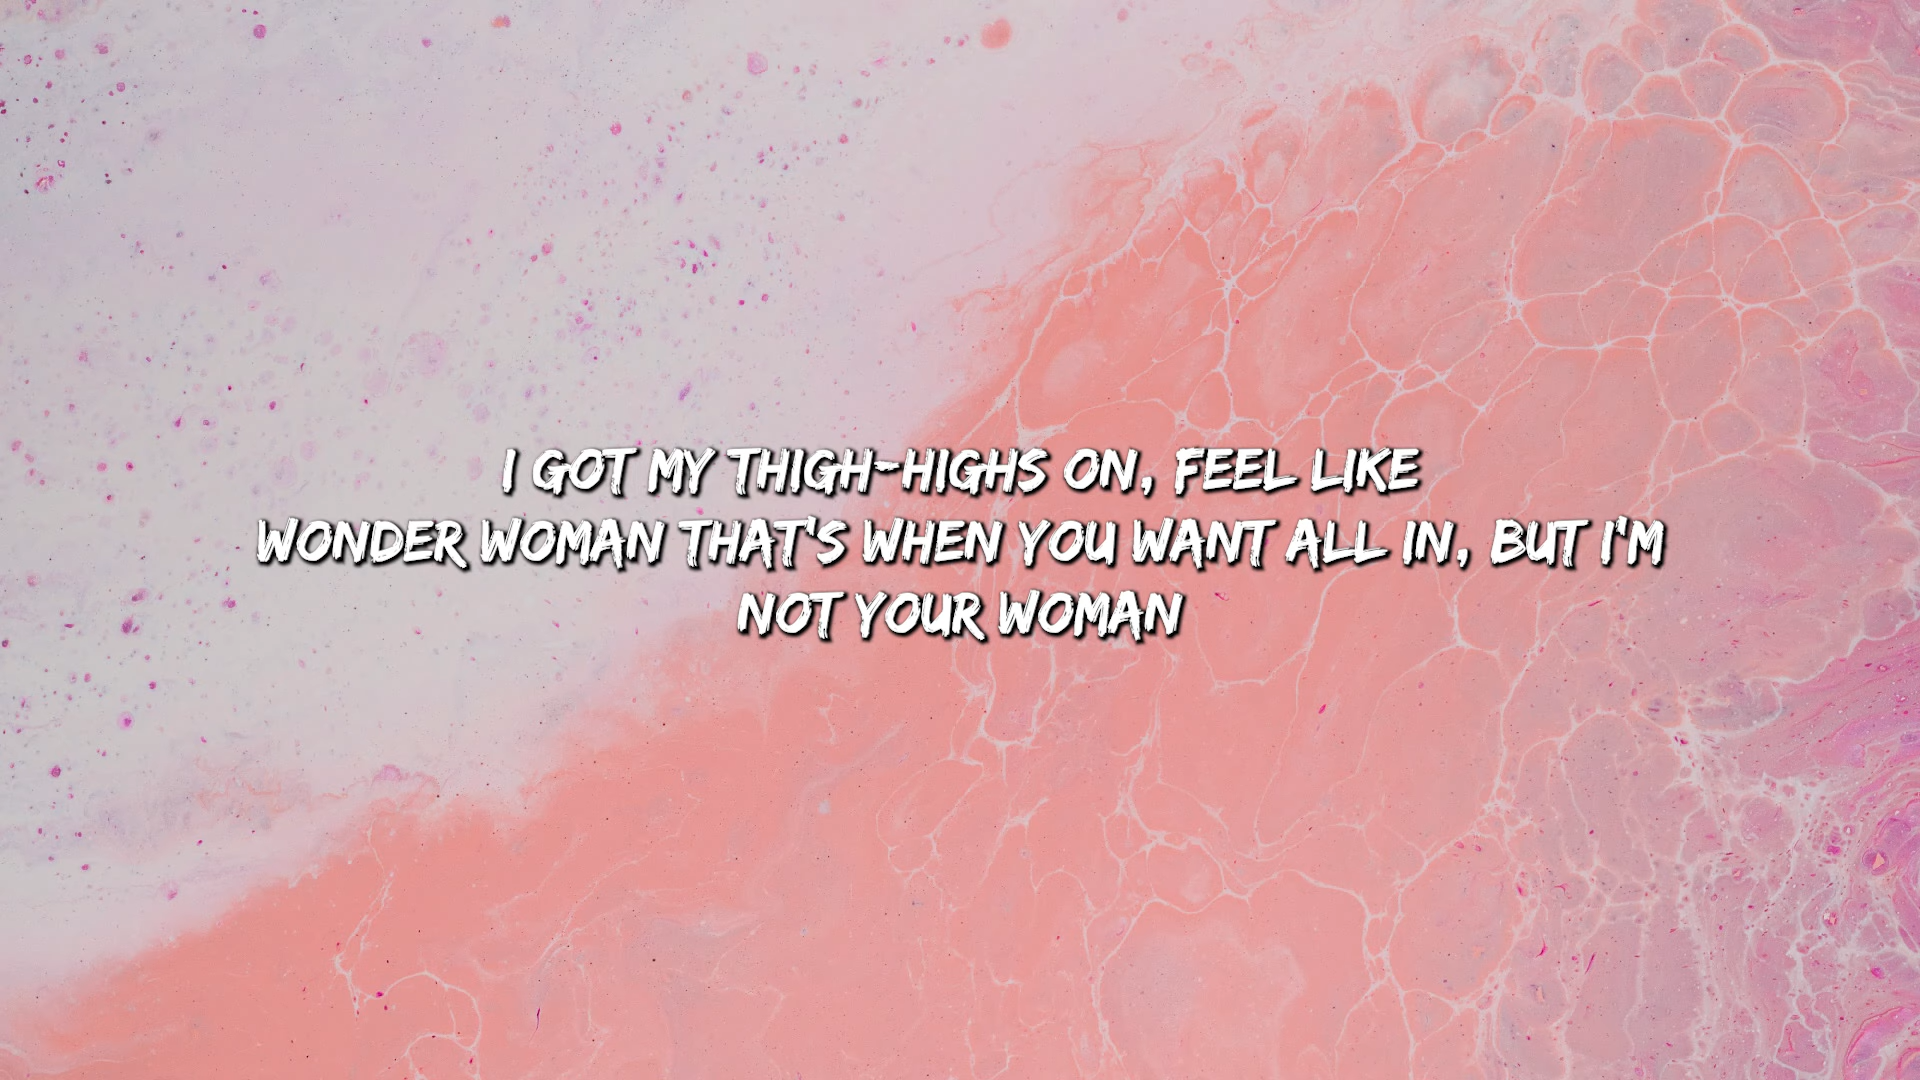 I GOT MY THIGH-HIGHS ON, FEEL LIKE
WONDER WOMAN THAT'S WHEN YOU WANT ALL IN, BUT I'M
NOT YOUR WOMAN